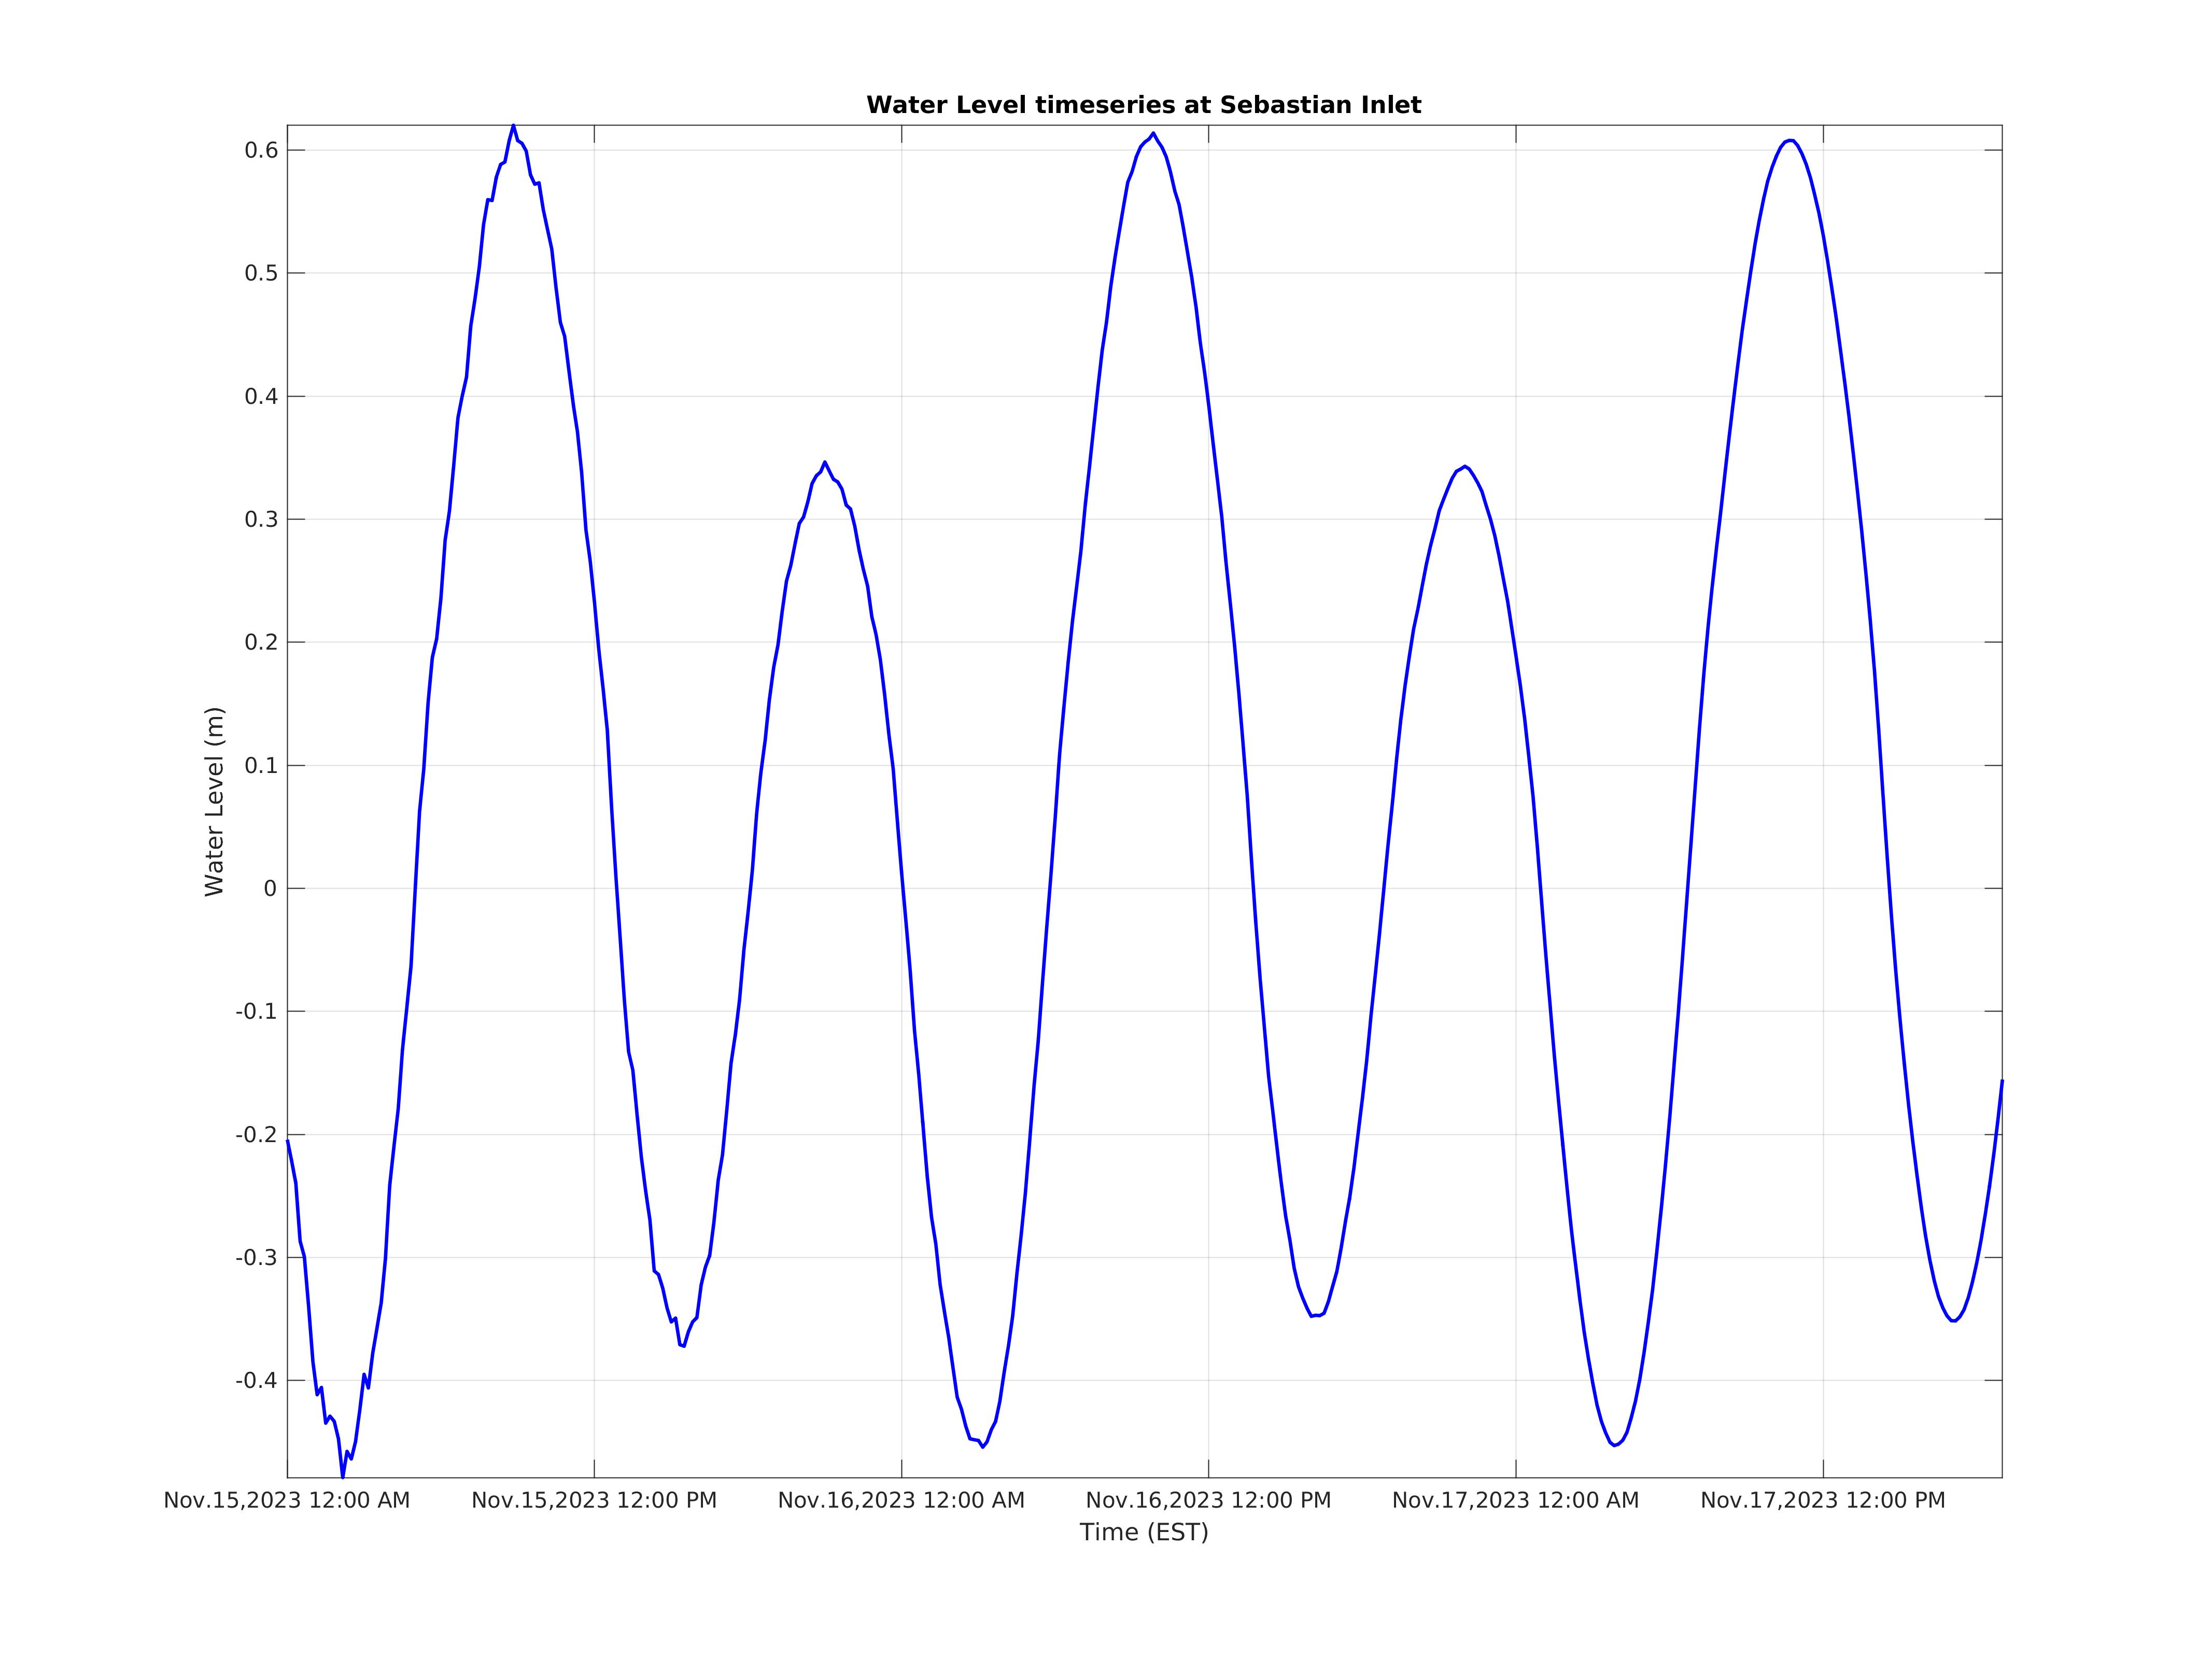 Water Level timeseries at Sebastian Inlet
0.6
0.5
0.4
0.3
0.2
0.1
0
-0.1
-0.2
-0.3
-0.4
Water Level (m)
Nov.15,2023 12:00 AM Nov.15,2023 12:00 PM Nov.16,2023 12:00 AM Nov.16,2023 12:00 PM Nov.17,2023 12:00 AM Nov.17,2023 12:00 PM
Time (EST)